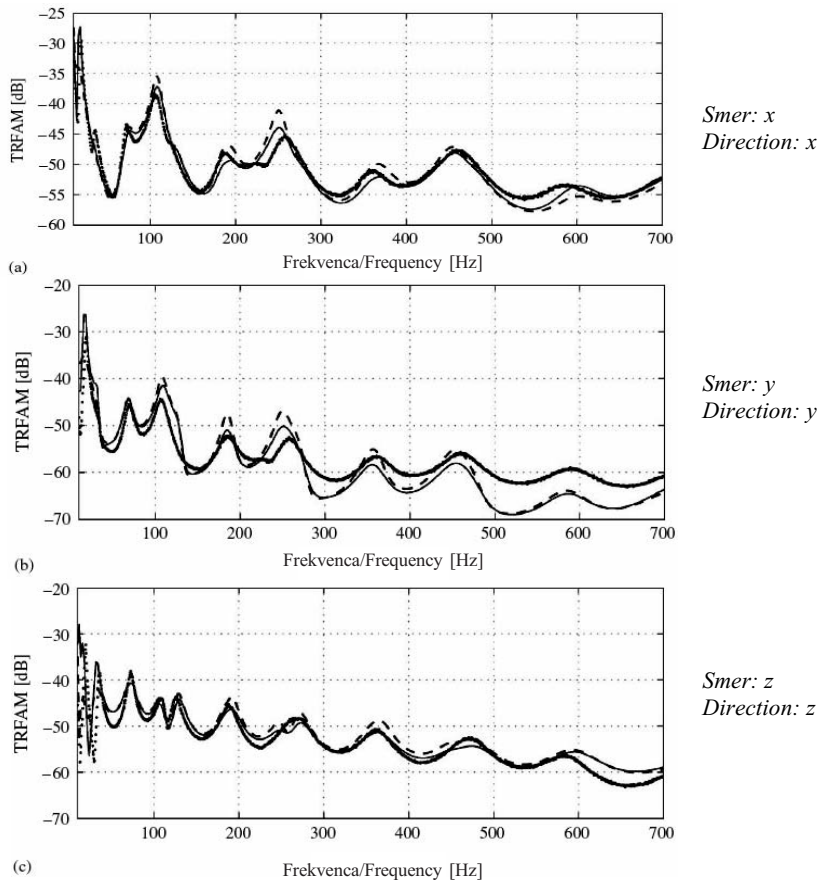 −25
−30
−35
−40
−45
−50
−55
−60
TRFAM [dB]
100 200 300 400 500 600 700
Frekvenca/Frequency [Hz]
(a)
Smer: x
Direction: x
−20
−30
−40
−50
−60
−70
TRFAM [dB]
100 200 300 400 500 600 700
Frekvenca/Frequency [Hz]
(b)
Smer: y
Direction: y
−20
−30
−40
−50
−60
−70
TRFAM [dB]
100 200 300 400 500 600 700
Frekvenca/Frequency [Hz]
(c)
Smer: z
Direction: z